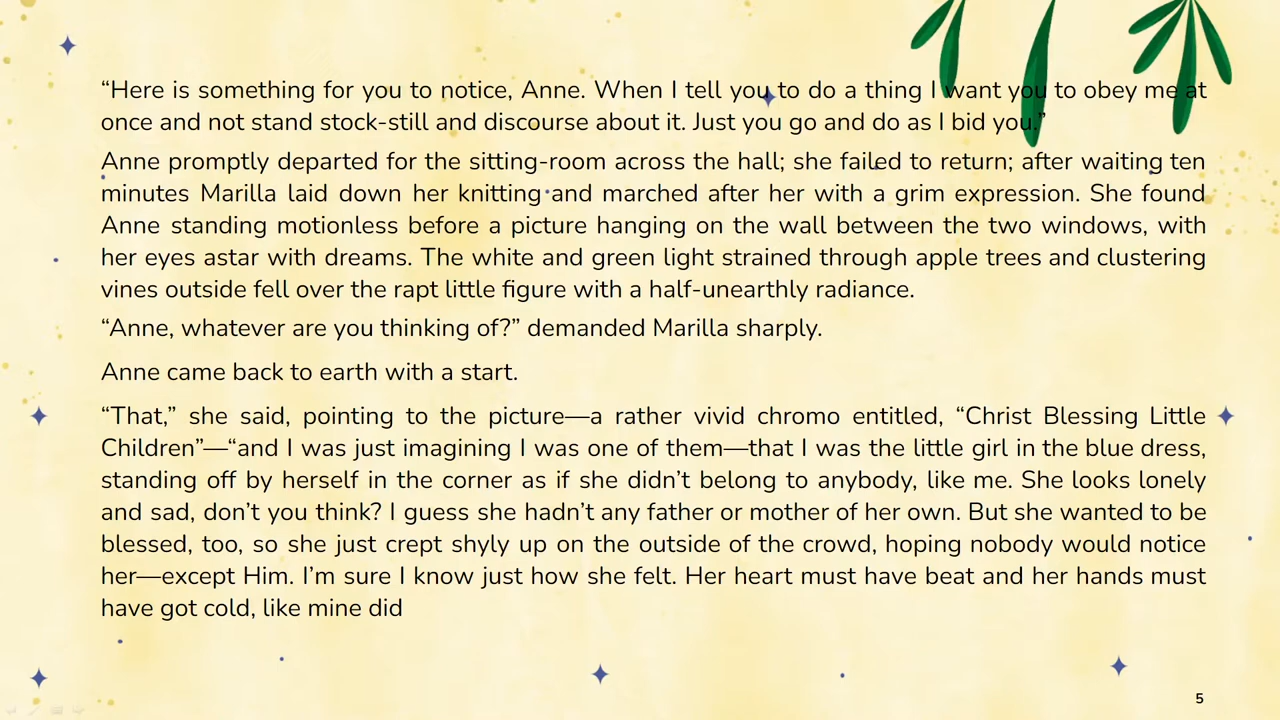 “Here is something for you to notice, Anne. When I tell you to do a thing I want you to obey me at
once and not stand stock-still and discourse about it. Just you go and do as I bid you.”
Anne promptly departed for the sitting-room across the hall; she failed to return; after waiting ten
minutes Marilla laid down her knitting and marched after her with a grim expression. She found
Anne standing motionless before a picture hanging on the wall between the two windows, with
her eyes astar with dreams. The white and green light strained through apple trees and clustering
vines outside fell over the rapt little figure with a half-unearthly radiance.
“Anne, whatever are you thinking of?” demanded Marilla sharply.
Anne came back to earth with a start.
“That,” she said, pointing to the picture—a rather vivid chromo entitled, “Christ Blessing Little
Children”—“and I was just imagining I was one of them—that I was the little girl in the blue dress,
standing off by herself in the corner as if she didn’t belong to anybody, like me. She looks lonely
and sad, don’t you think? I guess she hadn’t any father or mother of her own. But she wanted to be
blessed, too, so she just crept shyly up on the outside of the crowd, hoping nobody would notice
her—except Him. I’m sure I know just how she felt. Her heart must have beat and her hands must
have got cold, like mine did
5